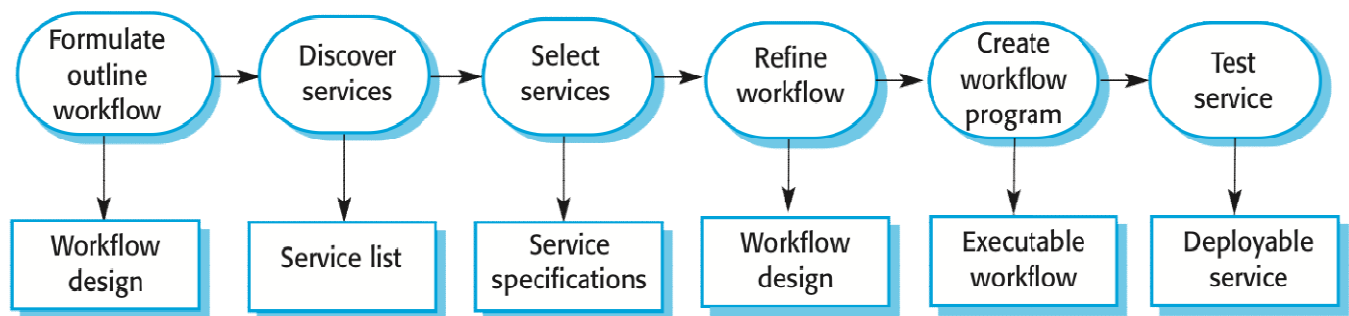 Formulate
outline
workflow
Discover
services
Select
services
Refine
workflow
Create
workflow
program
Test
service
Workflow
design
Service list
Service
specifications
Workflow
design
Executable
workflow
Deployable
service